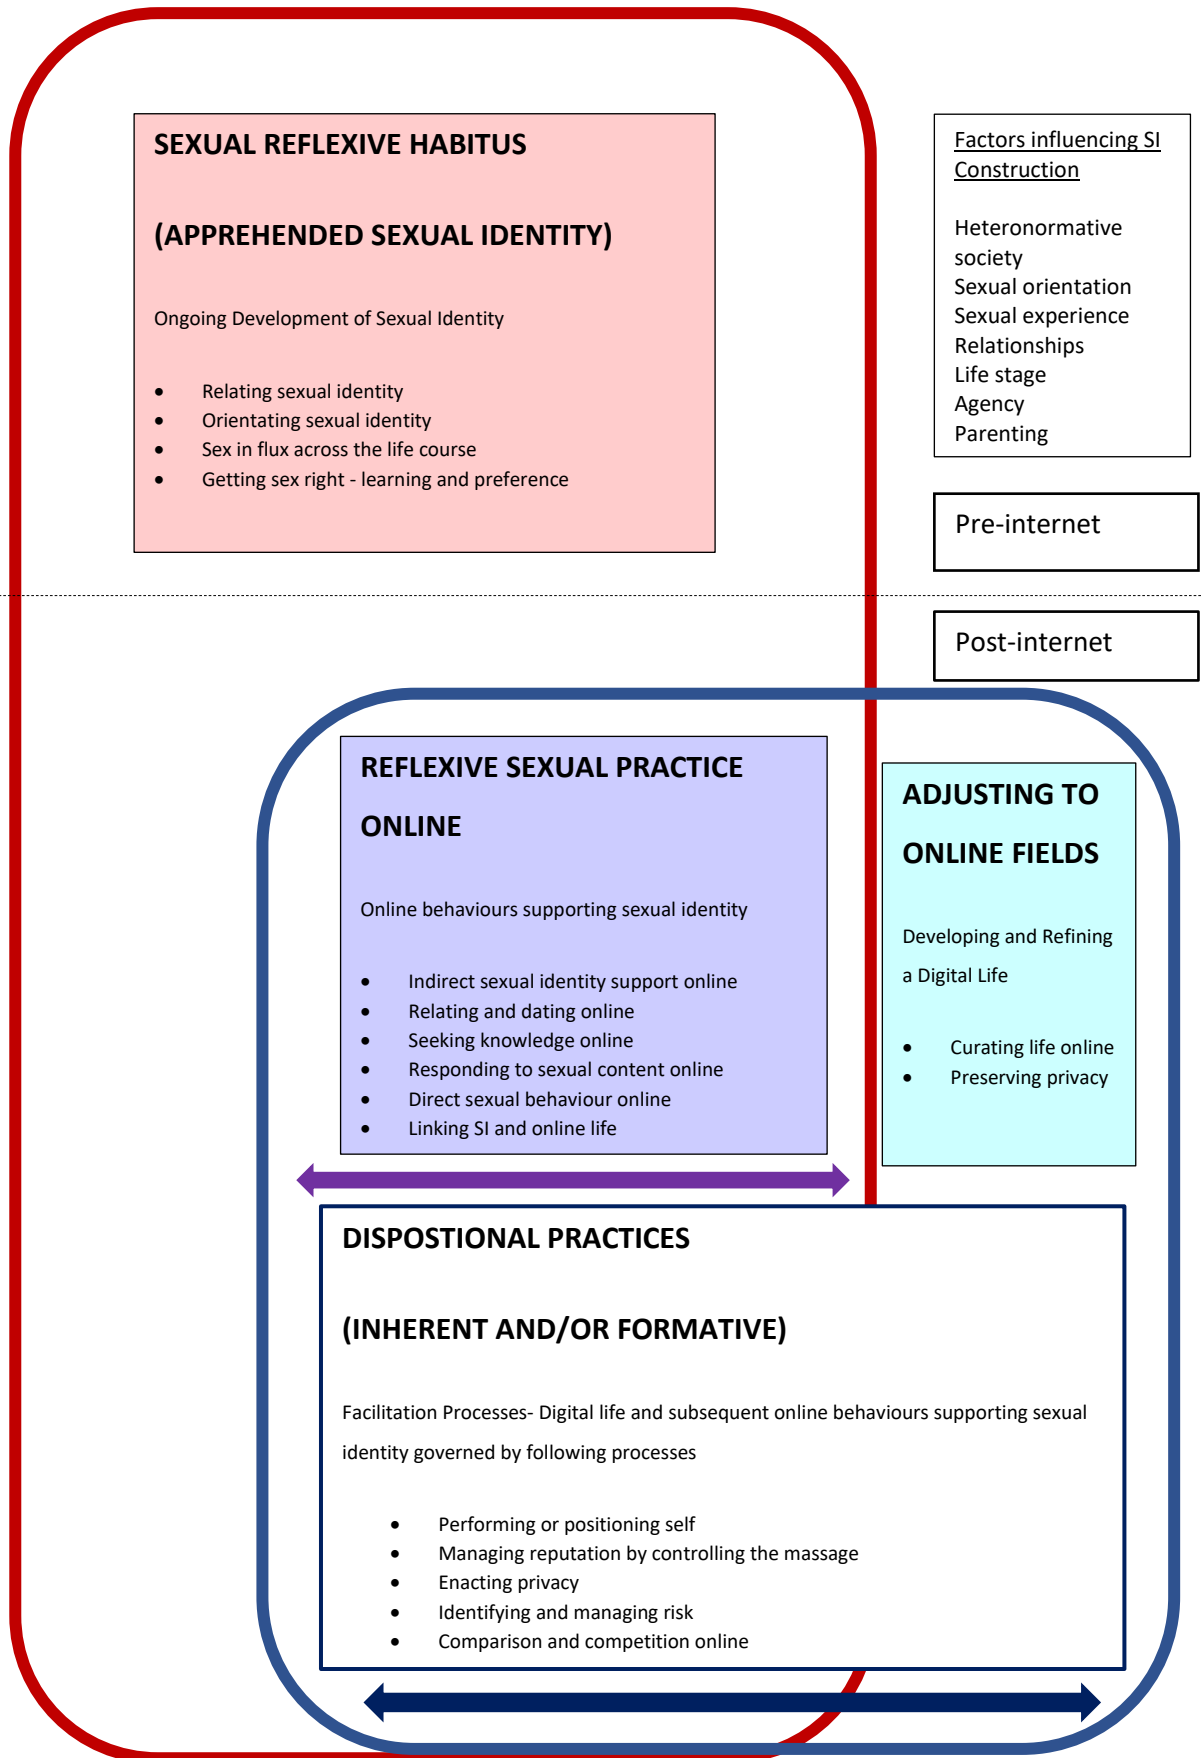 SEXUAL REFLEXIVE HABITUS
(APPREHENDED SEXUAL IDENTITY)
Ongoing Development of Sexual Identity
• Relating sexual identity
• Orientating sexual identity
• Sex in flux across the life course
• Getting sex right - learning and preference
Factors influencing SI
Construction
Heteronormative
society
Sexual orientation
Sexual experience
Relationships
Life stage
Agency
Parenting
Pre-internet
Post-internet
REFLEXIVE SEXUAL PRACTICE
ONLINE
Online behaviours supporting sexual identity
• Indirect sexual identity support online
• Relating and dating online
• Seeking knowledge online
• Responding to sexual content online
• Direct sexual behaviour online
• Linking SI and online life
ADJUSTING TO
ONLINE FIELDS
Developing and Refining
a Digital Life
• Curating life online
• Preserving privacy
DISPOSTIONAL PRACTICES
(INHERENT AND/OR FORMATIVE)
Facilitation Processes- Digital life and subsequent online behaviours supporting sexual
identity governed by following processes
• Performing or positioning self
• Managing reputation by controlling the massage
• Enacting privacy
• Identifying and managing risk
• Comparison and competition online